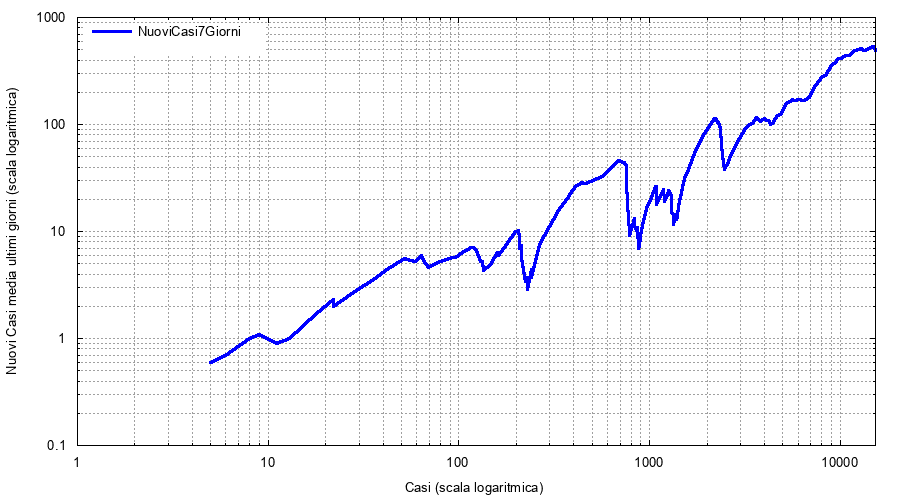 NuoviCasi7Giorni
1000
100
10
1
0.1
1 10 100 1000 10000
Nuovi Casi media ultimi giorni (scala logaritmica)
Casi (scala logaritmica)